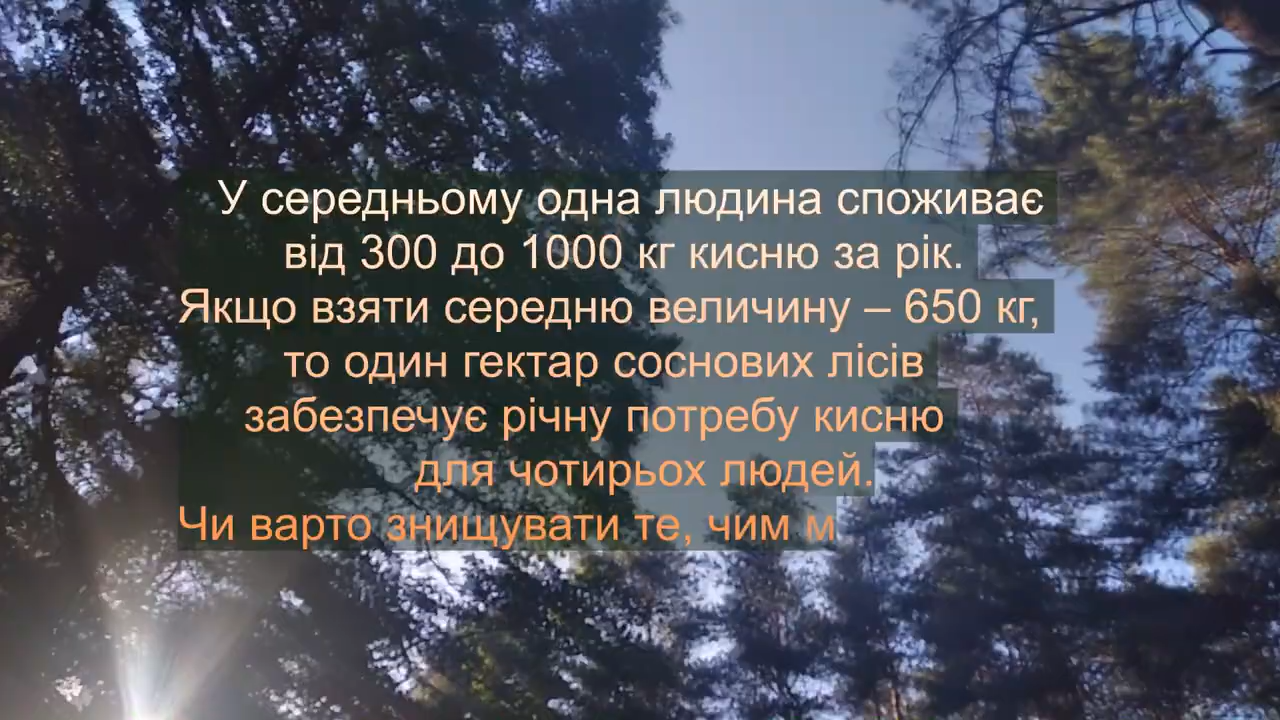 У середньому одна людина споживає
від 300 до 1000 кг кисню за рік.
Якщо взяти середню величину – 650 кг,
то один гектар соснових лісів
забезпечує річну потребу кисню
для чотирьох людей.
Чи варто знищувати те, чим